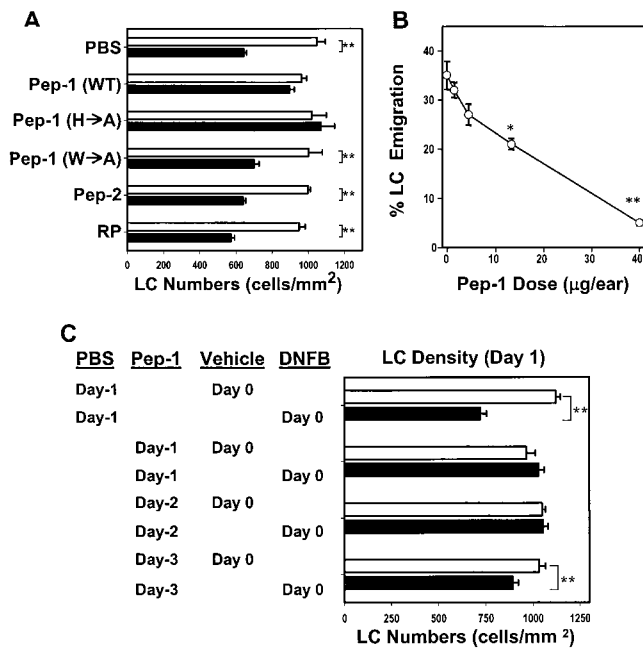 A
PBS
Pep-1 (WT)
Pep-1 (H→A)
Pep-1 (W→A)
Pep-2
RP
**
**
**
**
0 200 400 600 800 1000 1200
LC Numbers (cells/mm²)
B
% LC Emigration
50
40
30
20
10
0
*
**
0 10 20 30 40
Pep-1 Dose (µg/ear)
C
PBS Pep-1 Vehicle DNFB LC Density (Day 1)
Day-1 Day 0
Day-1 Day 0
Day-1 Day 0
Day-1 Day 0
Day-2 Day 0
Day-2 Day 0
Day-3 Day 0
Day-3 Day 0
**
**
0 250 500 750 1000 1250
LC Numbers (cells/mm ²)